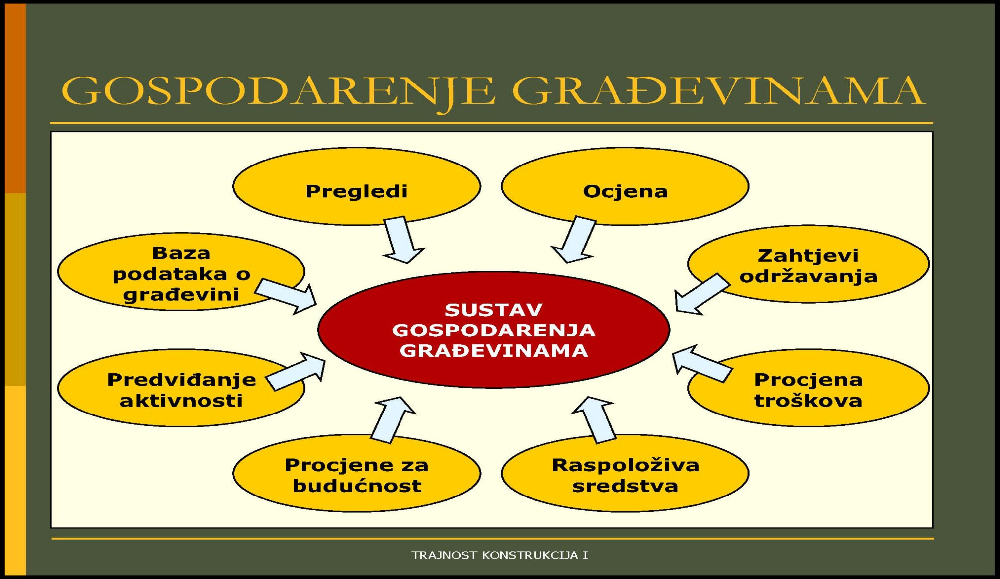 GOSPODARENJE GRAĐEVINAMA
Pregledi
Ocjena
Baza
podataka o
građevini
Zahtjevi
održavanja
SUSTAV
GOSPODARENJA
GRAĐEVINAMA
Predviđanje
aktivnosti
Procjena
troškova
Procjene za
budućnost
Raspoloživa
sredstva
TRAJNOST KONSTRUKCIJA I